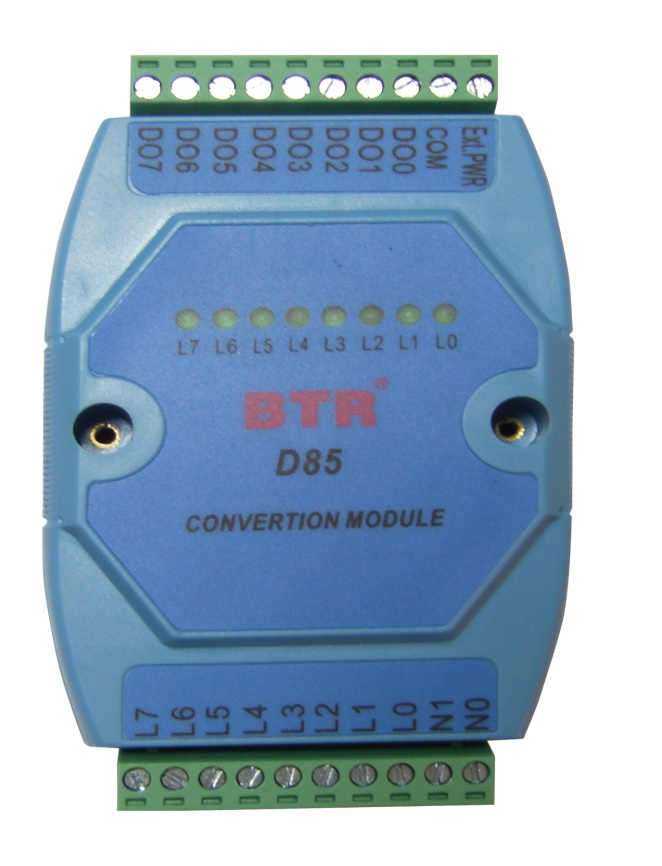 DO7 DO6 DO5 DO4 DO3 DO2 DO1 DO0 COM Ext.PWR
L7 L6 L5 L4 L3 L2 L1 L0
BTR®
D85
CONVERTION MODULE
L7 L6 L5 L4 L3 L2 L1 L0 N1 N0